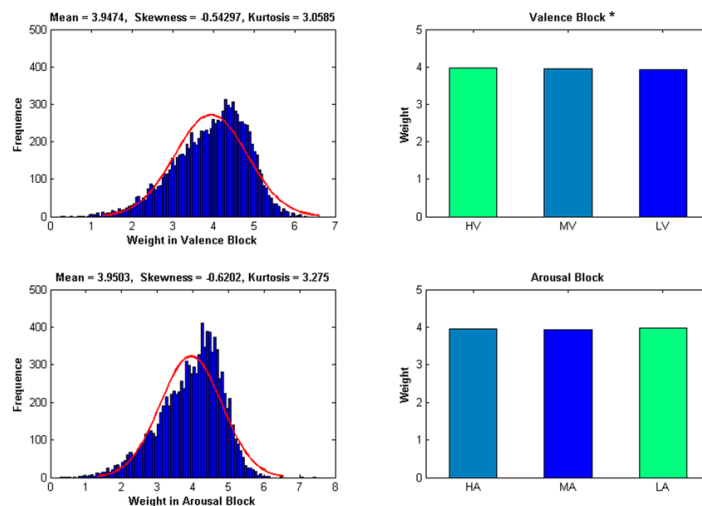 Mean = 3.9474, Skewness = -0.54297, Kurtosis = 3.0585
500
400
300
200
100
0
Frequence
0 1 2 3 4 5 6 7
Weight in Valence Block
Valence Block *
5
4
3
2
1
0
Weight
HV MV LV
Mean = 3.9503, Skewness = -0.6202, Kurtosis = 3.275
500
400
300
200
100
0
Frequence
0 1 2 3 4 5 6 7 8
Weight in Arousal Block
Arousal Block
5
4
3
2
1
0
Weight
HA MA LA